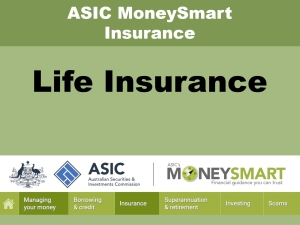 ASIC MoneySmart
Insurance
Life Insurance
ASIC
Australian Securities &
Investments Commission
ASIC's
MONEYSMART
Financial guidance you can trust
Managing
your money
Borrowing
& credit
Insurance
Superannuation
& retirement
Investing
Scams